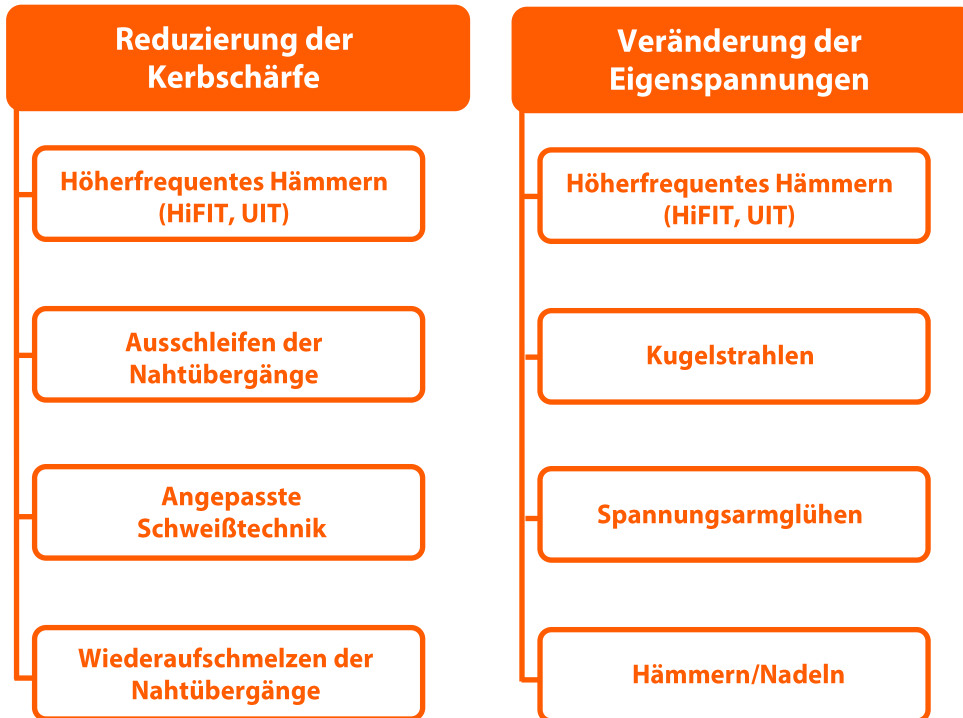 Reduzierung der
Kerbschärfe
Höherfrequentes Hämmern
(HiFIT, UIT)
Ausschleifen der
Nahtübergänge
Angepasste
Schweißtechnik
Wiederaufschmelzen der
Nahtübergänge
Veränderung der
Eigenspannungen
Höherfrequentes Hämmern
(HiFIT, UIT)
Kugelstrahlen
Spannungsarmglühen
Hämmern/Nadeln